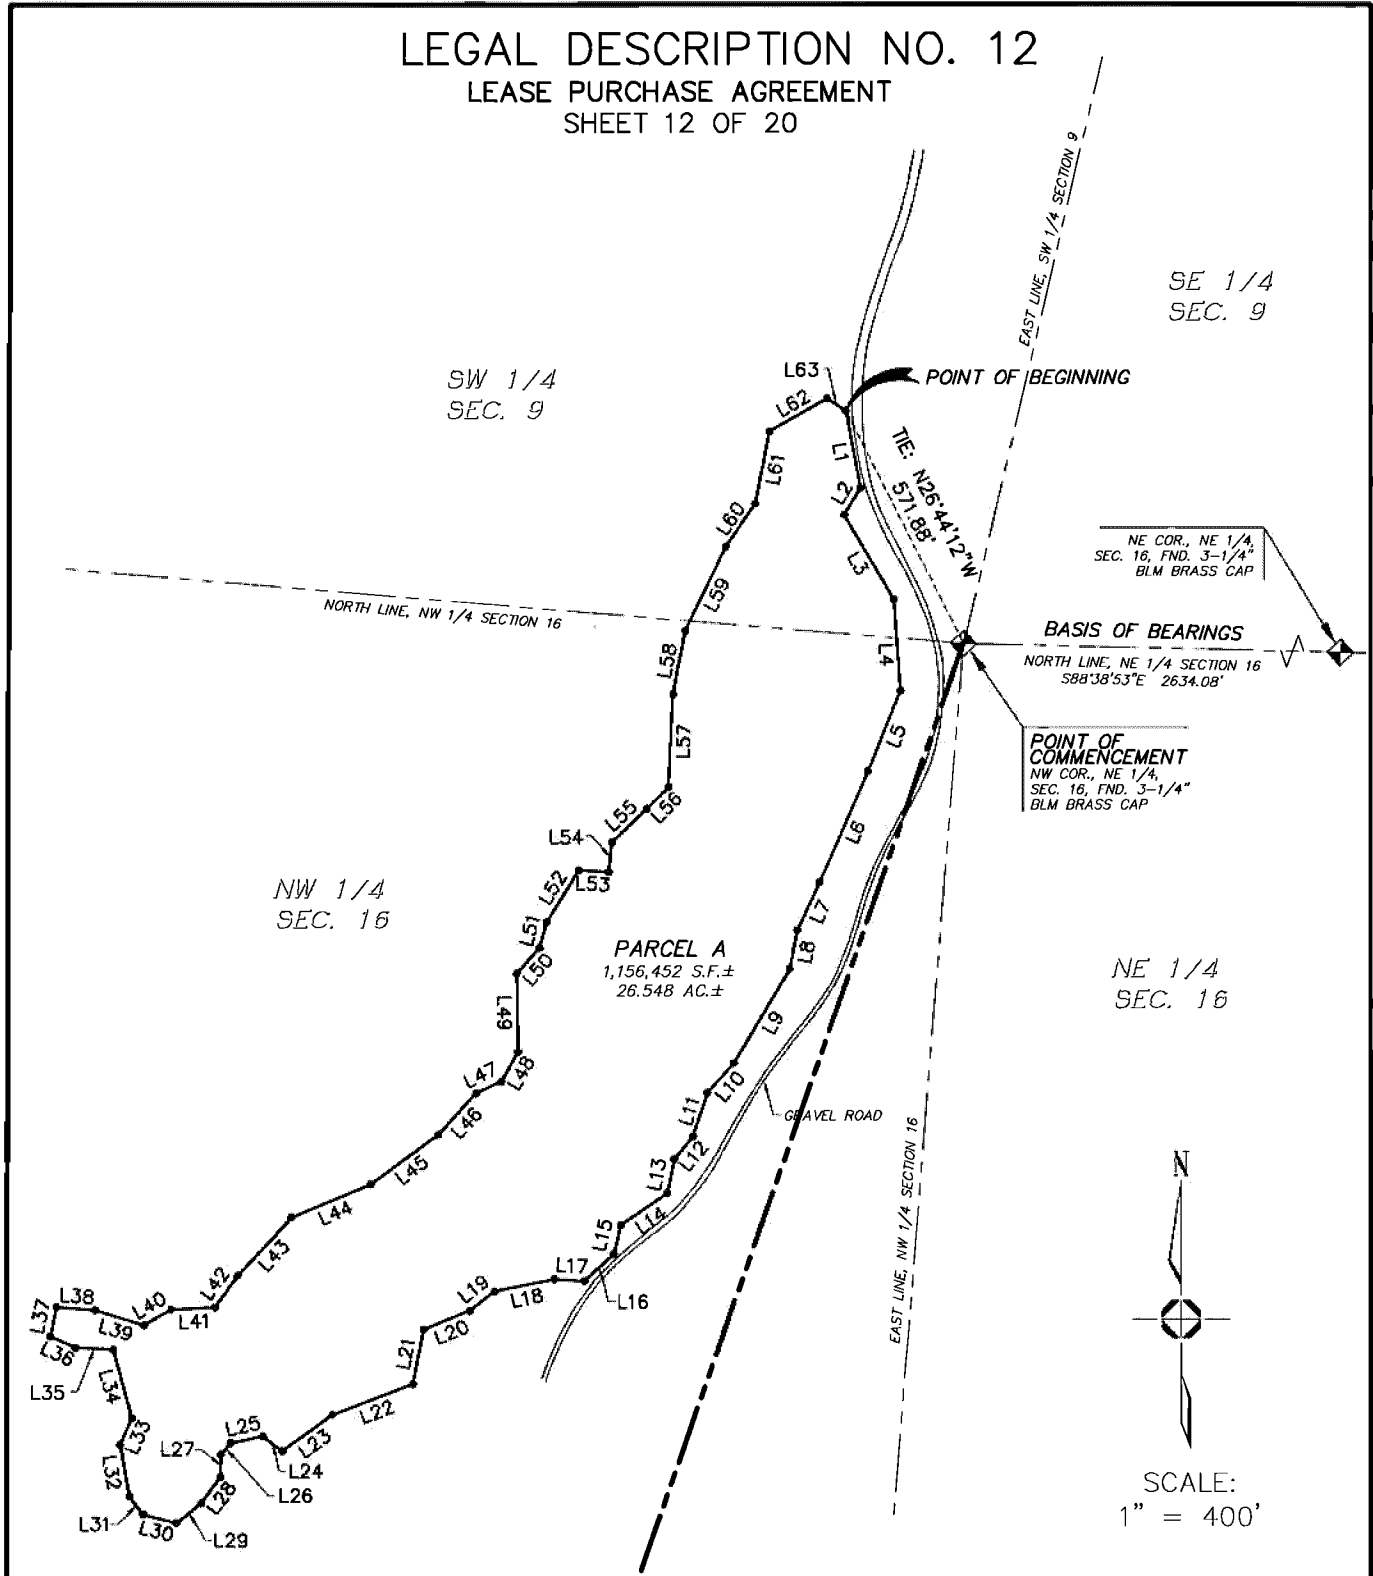 LEGAL DESCRIPTION NO. 12
LEASE PURCHASE AGREEMENT
SHEET 12 OF 20
EAST LINE, SW 1/4 SECTION 9
SE 1/4
SEC. 9
SW 1/4
SEC. 9
L63
POINT OF BEGINNING
L62
L1
TIE: N26°44'12"W
571.88'
L61
L2
L60
L3
NE COR., NE 1/4,
SEC. 16, FND. 3-1/4"
BLM BRASS CAP
NORTH LINE, NW 1/4 SECTION 16
L59
BASIS OF BEARINGS
NORTH LINE, NE 1/4 SECTION 16
S88°38'53"E 2634.08'
L58
L4
L57
L5
POINT OF
COMMENCEMENT
NW COR., NE 1/4,
SEC. 16, FND. 3-1/4"
BLM BRASS CAP
L56
L55
L54
L6
L53
L52
NW 1/4
SEC. 16
L7
L51
L50
L8
PARCEL A
1,156,452 S.F.±
26.548 AC.±
NE 1/4
SEC. 16
L49
L9
L48
L47
L10
L46
L11
GRAVEL ROAD
L12
L45
L13
L44
L14
L15
N
EAST LINE, NW 1/4 SECTION 16
L43
L42
L17
L16
L18
L19
L20
L41
L40
L39
L38
L37
L36
L35
L34
L21
L22
L33
L23
L24
L25
L26
L27
L28
L32
L31
L30
L29
SCALE:
1" = 400'